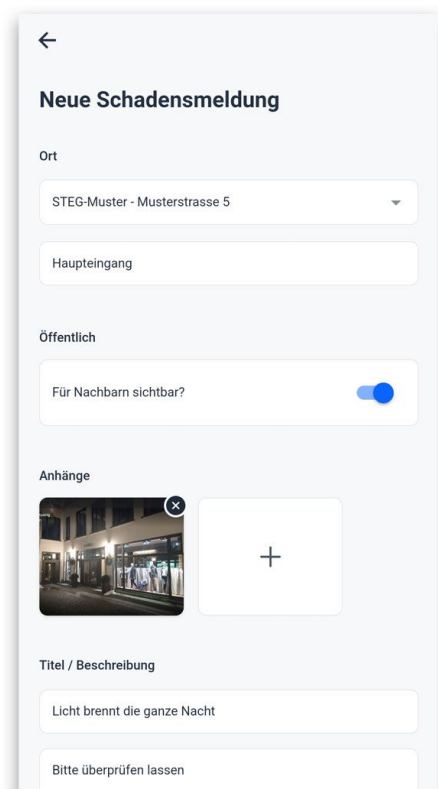 Neue Schadensmeldung
Ort
STEG-Muster - Musterstrasse 5
Haupteingang
Öffentlich
Für Nachbarn sichtbar?
Anhänge
Titel / Beschreibung
Licht brennt die ganze Nacht
Bitte überprüfen lassen